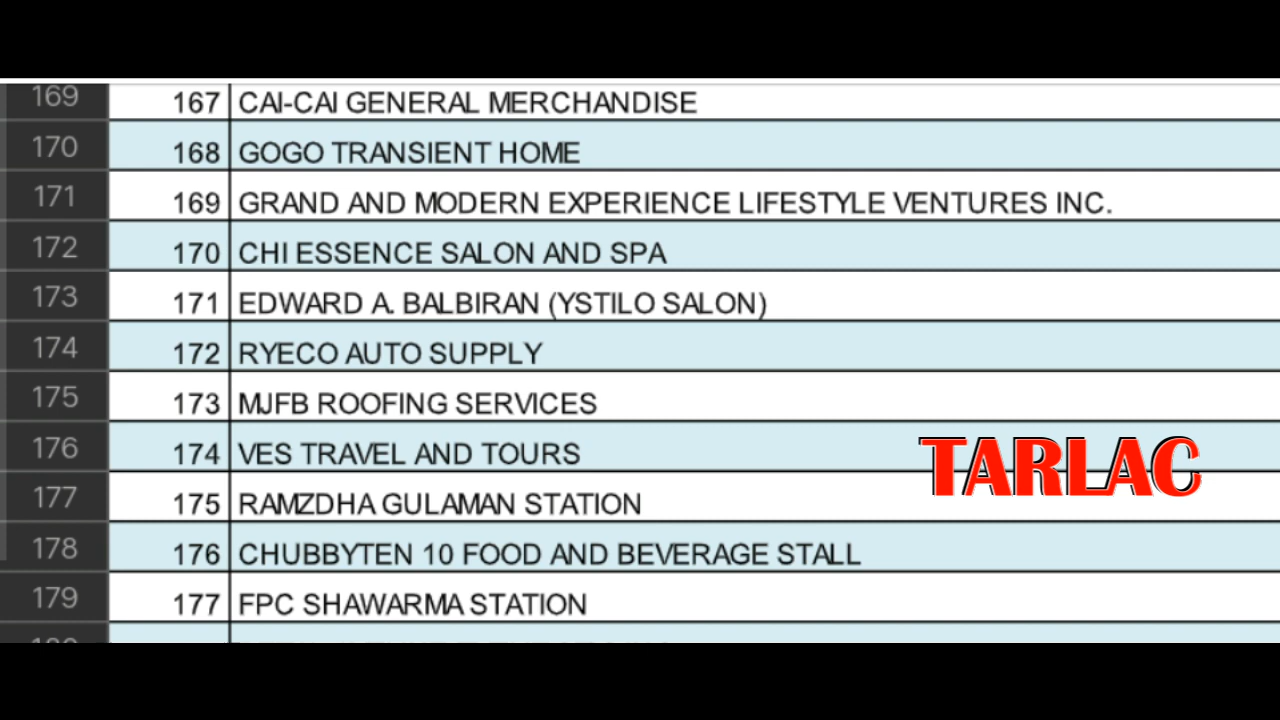 169 167 CAI-CAI GENERAL MERCHANDISE
170 168 GOGO TRANSIENT HOME
171 169 GRAND AND MODERN EXPERIENCE LIFESTYLE VENTURES INC.
172 170 CHI ESSENCE SALON AND SPA
173 171 EDWARD A. BALBIRAN (YSTILO SALON)
174 172 RYECO AUTO SUPPLY
175 173 MJFB ROOFING SERVICES
176 174 VES TRAVEL AND TOURS
TARLAC
177 175 RAMZDHA GULAMAN STATION
178 176 CHUBBYTEN 10 FOOD AND BEVERAGE STALL
179 177 FPC SHAWARMA STATION